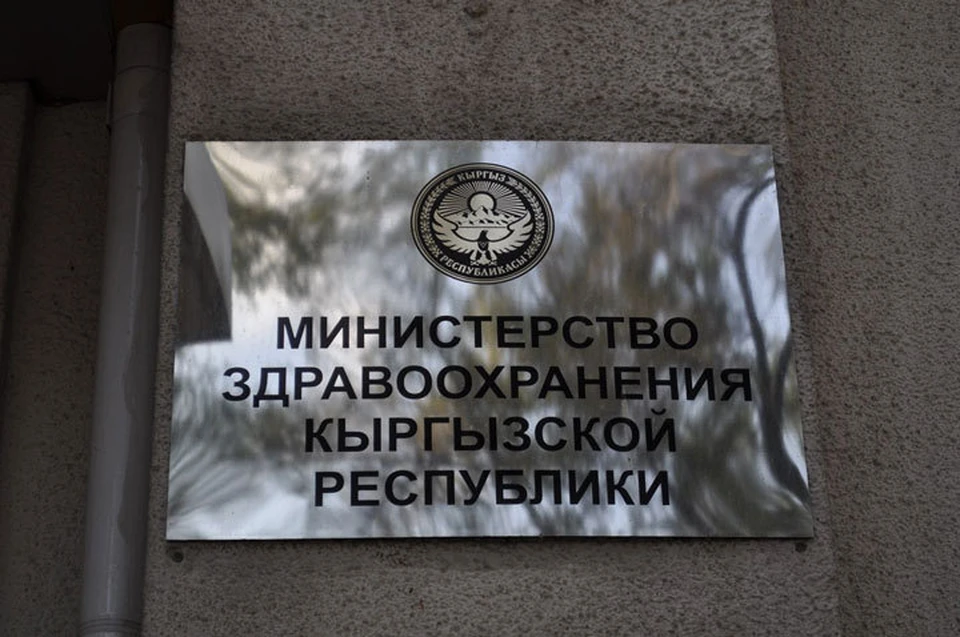 КЫРГЫЗ
РЕСПУБЛИКАСЫ
МИНИСТЕРСТВО
ЗДРАВООХРАНЕНИЯ
КЫРГЫЗСКОЙ
РЕСПУБЛИКИ